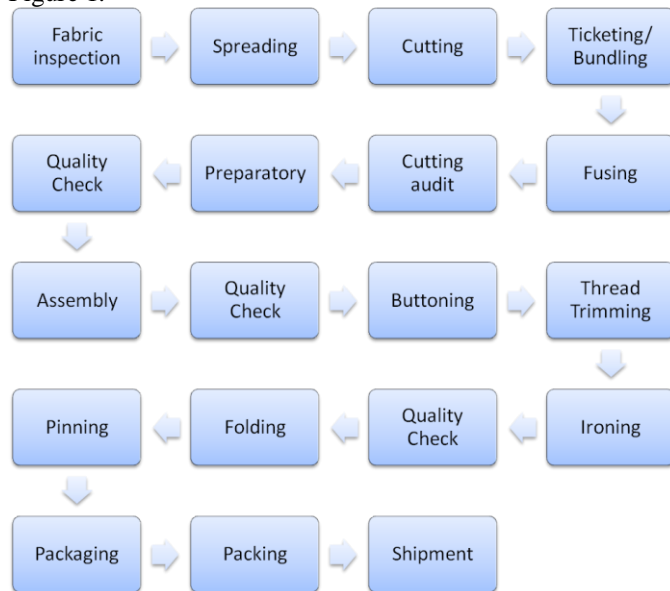 Figure 1.
Fabric
inspection
Spreading
Cutting
Ticketing/
Bundling
Quality
Check
Preparatory
Cutting
audit
Fusing
Assembly
Quality
Check
Buttoning
Thread
Trimming
Pinning
Folding
Quality
Check
Ironing
Packaging
Packing
Shipment